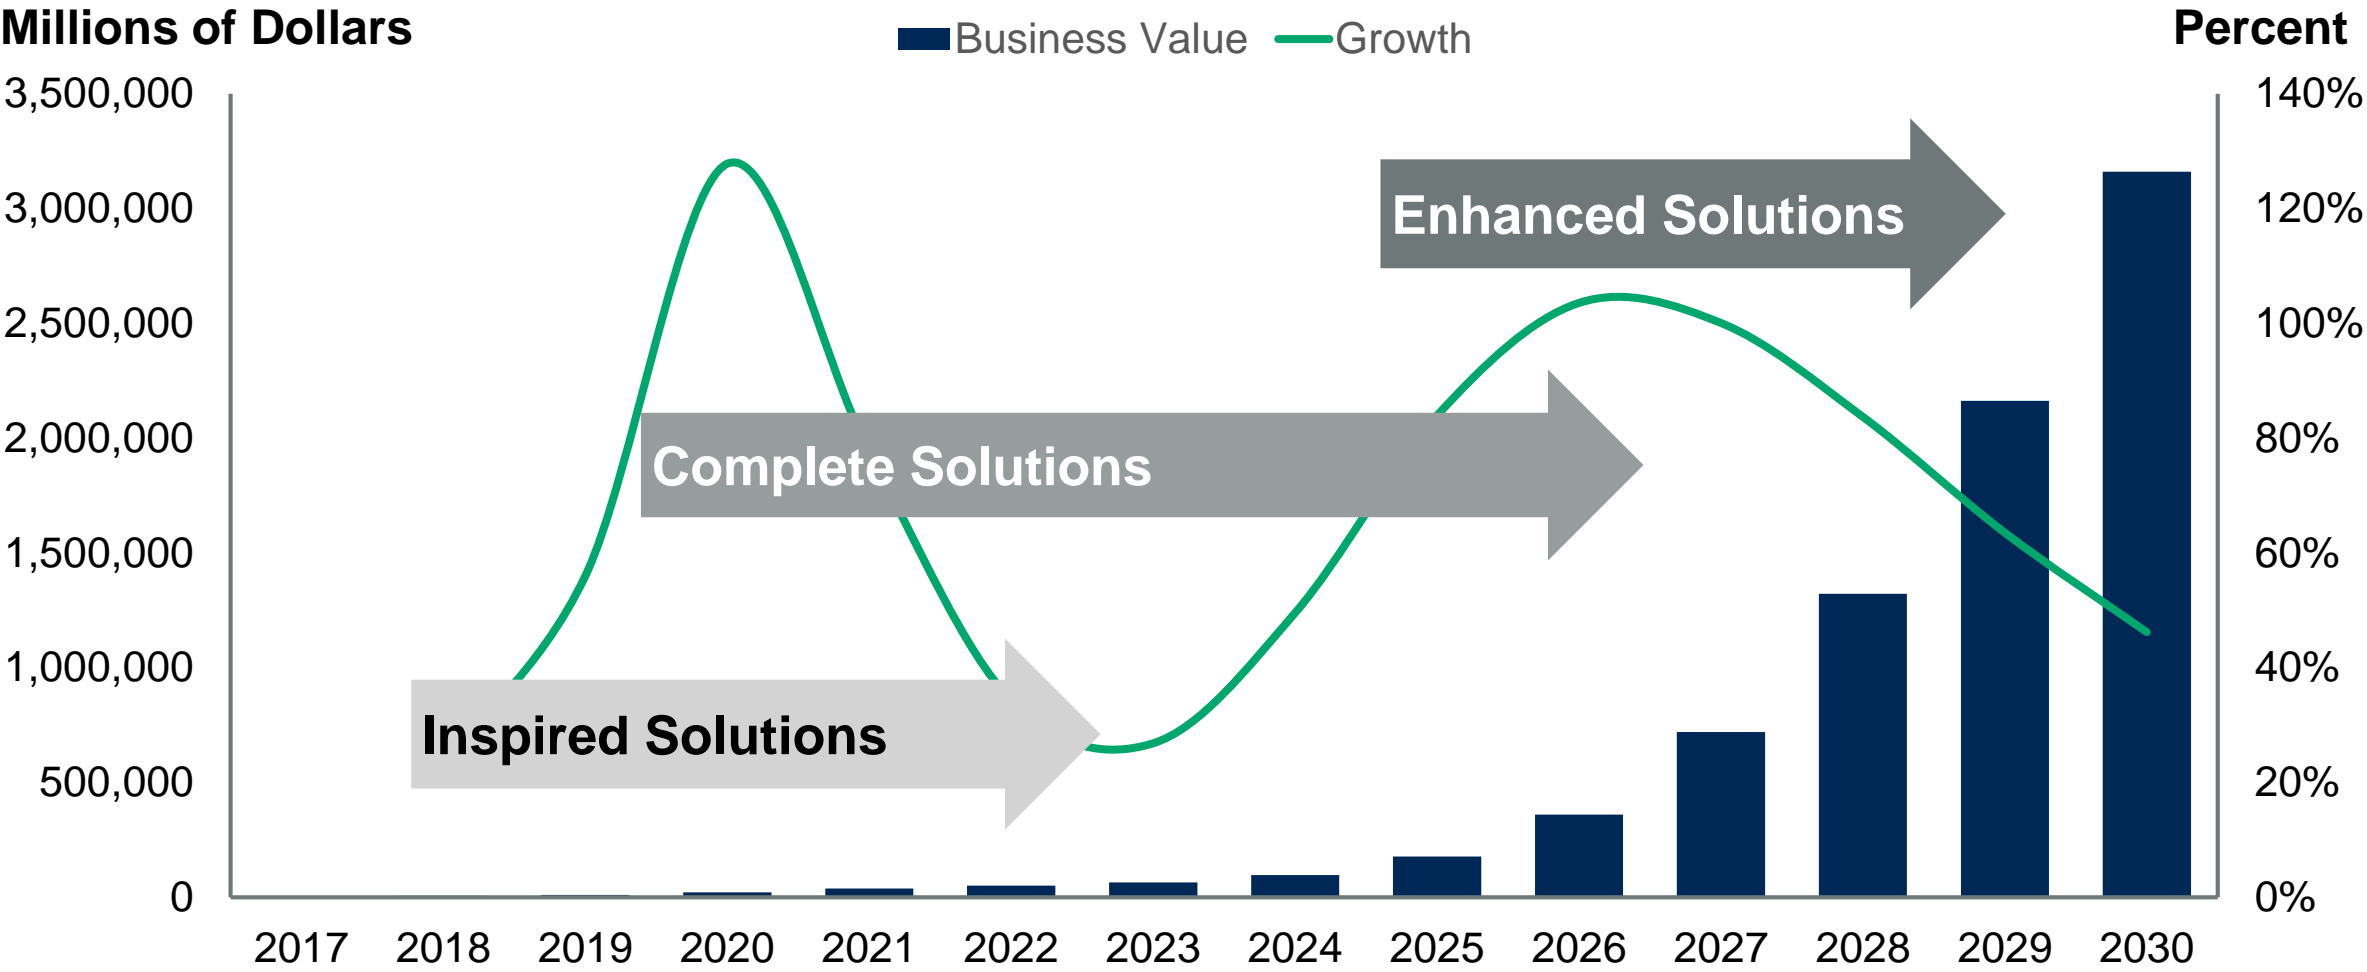 Millions of Dollars
Business Value
Growth
Percent
3,500,000
3,000,000
2,500,000
2,000,000
1,500,000
1,000,000
500,000
0
140%
120%
100%
80%
60%
40%
20%
0%
Enhanced Solutions
Complete Solutions
Inspired Solutions
2017 2018 2019 2020 2021 2022 2023 2024 2025 2026 2027 2028 2029 2030